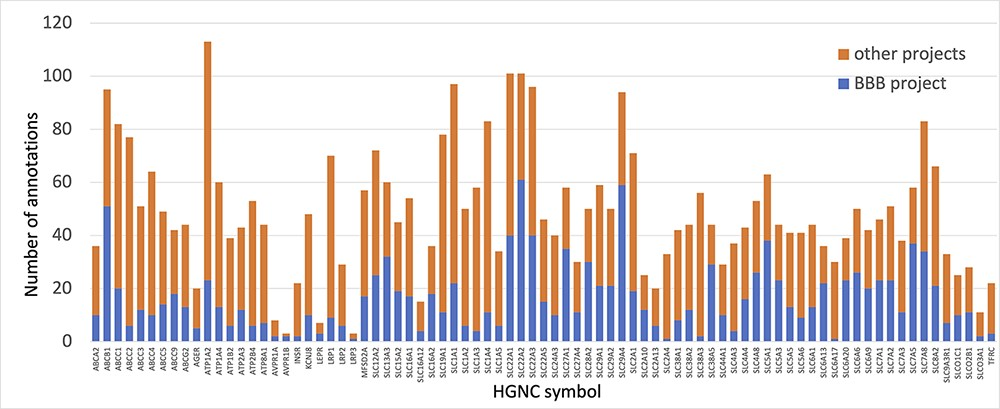 120
100
80
60
40
20
0
Number of annotations
other projects
BBB project
ABCA2
ABCB1
ABCC1
ABCC2
ABCC3
ABCC4
ABCC5
ABCC9
ABCG2
AGER
ATP1A2
ATP1A4
ATP1B2
ATP2A3
ATP2B4
ATP8A1
AVPR1A
AVPR1B
INSR
KCNJ8
LEPR
LRP1
LRP2
LRP3
MFSD2A
SLC12A2
SLC13A3
SLC15A2
SLC16A1
SLC16A12
SLC16A2
SLC19A1
SLC1A1
SLC1A2
SLC1A3
SLC1A4
SLC1A5
SLC22A1
SLC22A2
SLC22A3
SLC22A5
SLC24A3
SLC27A1
SLC27A4
SLC28A2
SLC29A1
SLC29A2
SLC29A4
SLC2A1
SLC2A10
SLC2A13
SLC2A4
SLC38A1
SLC38A2
SLC38A3
SLC38A5
SLC44A1
SLC4A3
SLC4A4
SLC4A8
SLC5A1
SLC5A3
SLC5A5
SLC5A6
SLC6A1
SLC6A13
SLC6A17
SLC6A20
SLC6A6
SLC6A9
SLC7A1
SLC7A2
SLC7A3
SLC7A5
SLC7A8
SLC8A2
SLC9A3R1
SLCO1C1
SLCO2B1
SLCO3A1
TFRC
HGNC symbol